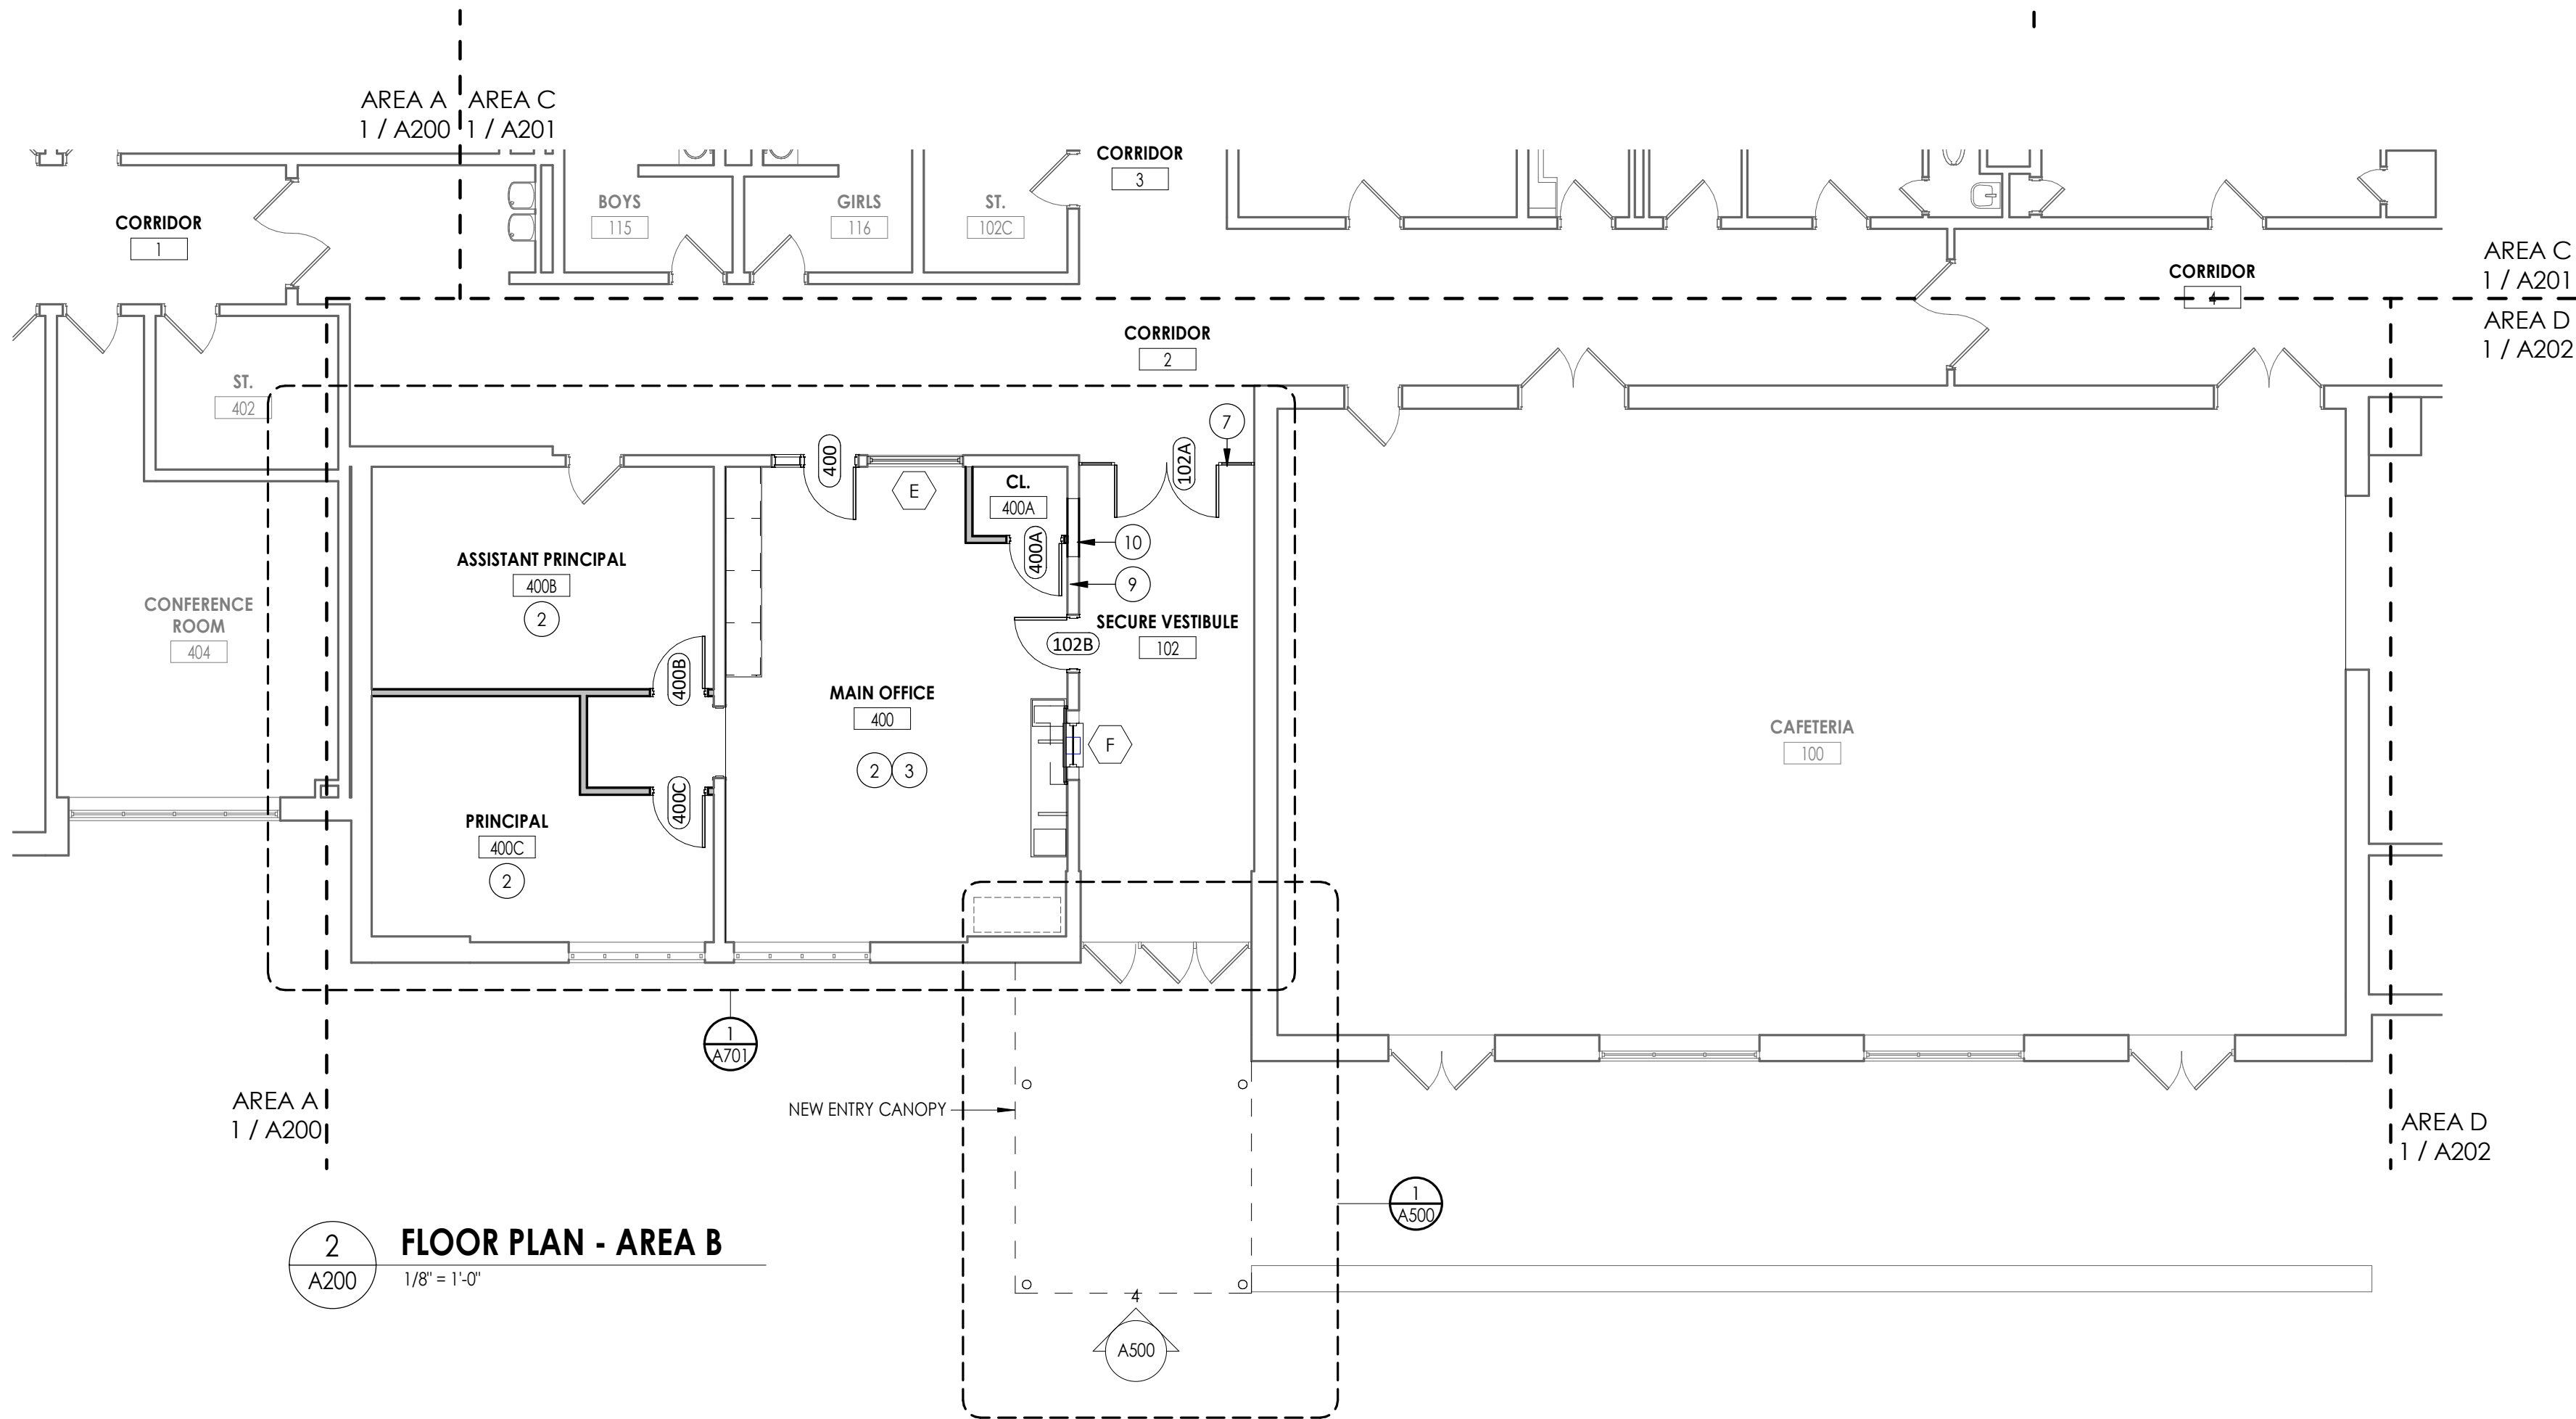 AREA A
1 / A200
AREA C
1 / A201
CORRIDOR
3
BOYS
115
GIRLS
116
ST.
102C
CORRIDOR
1
AREA C
1 / A201
CORRIDOR
4
AREA D
1 / A202
CORRIDOR
2
ST.
402
7
400
102A
E
CL.
400A
400A
10
9
ASSISTANT PRINCIPAL
400B
2
CONFERENCE
ROOM
404
SECURE VESTIBULE
102
102B
400B
MAIN OFFICE
400
2
3
F
CAFETERIA
100
400C
PRINCIPAL
400C
2
1
A701
AREA A
1 / A200
NEW ENTRY CANOPY
AREA D
1 / A202
1
A500
2
A200
FLOOR PLAN - AREA B
1/8" = 1'-0"
4
A500